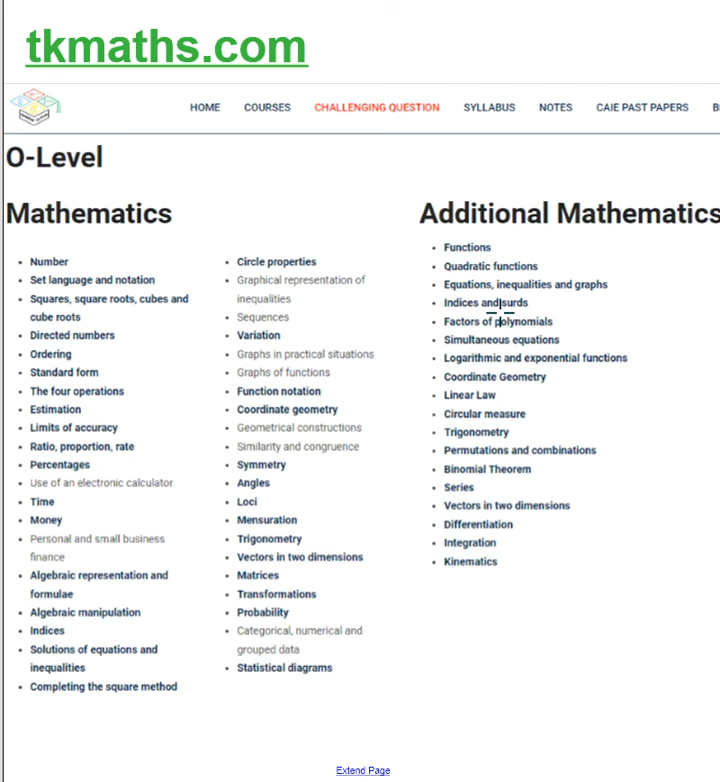 tkmaths.com
HOME COURSES CHALLENGING QUESTION SYLLABUS NOTES CAIE PAST PAPERS
O-Level
Mathematics
Number
Set language and notation
Squares, square roots, cubes and
cube roots
Directed numbers
Ordering
Standard form
The four operations
Estimation
Limits of accuracy
Ratio, proportion, rate
Percentages
Use of an electronic calculator
Time
Money
Personal and small business
finance
Algebraic representation and
formulae
Algebraic manipulation
Indices
Solutions of equations and
inequalities
Completing the square method
Circle properties
Graphical representation of
inequalities
Sequences
Variation
Graphs in practical situations
Graphs of functions
Function notation
Coordinate geometry
Geometrical constructions
Similarity and congruence
Symmetry
Angles
Loci
Mensuration
Trigonometry
Vectors in two dimensions
Matrices
Transformations
Probability
Categorical, numerical and
grouped data
Statistical diagrams
Additional Mathematics
Functions
Quadratic functions
Equations, inequalities and graphs
Indices and surds
Factors of polynomials
Simultaneous equations
Logarithmic and exponential functions
Coordinate Geometry
Linear Law
Circular measure
Trigonometry
Permutations and combinations
Binomial Theorem
Series
Vectors in two dimensions
Differentiation
Integration
Kinematics
Extend Page